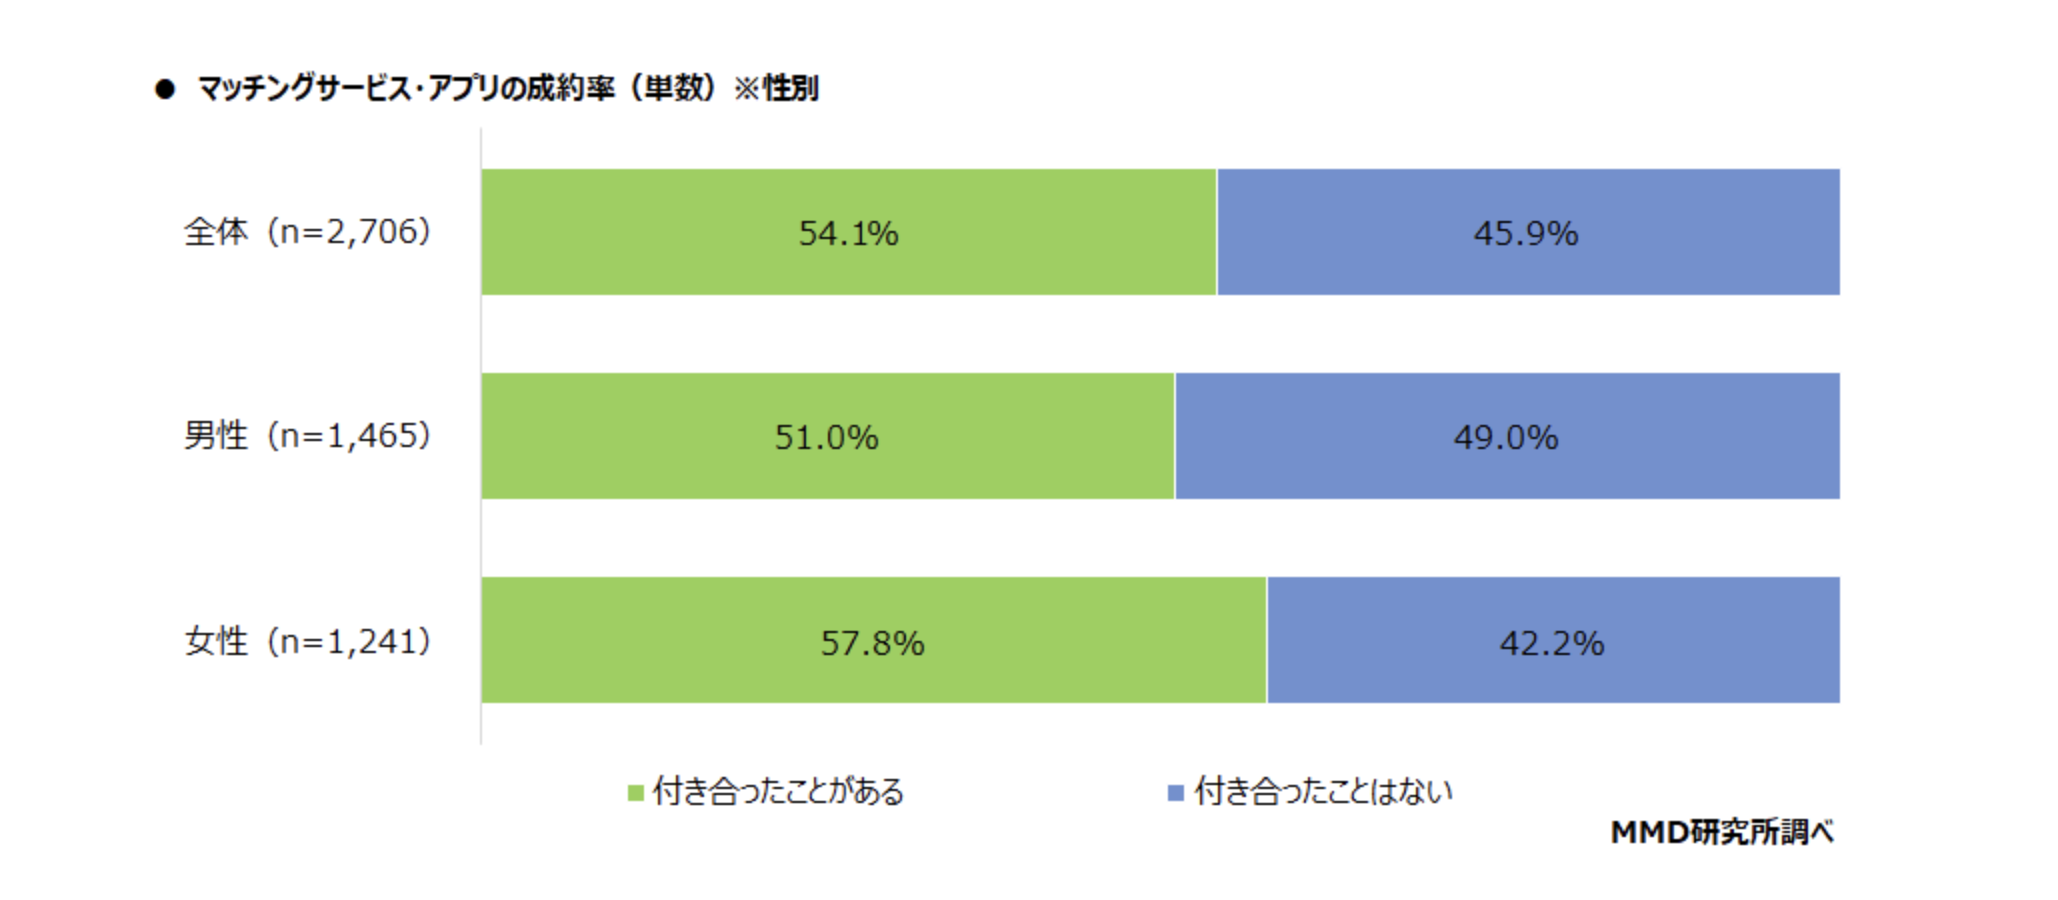 ● マッチングサービス・アプリの成約率（単数）※性別
全体（n=2,706）
54.1%
45.9%
男性（n=1,465）
51.0%
49.0%
女性（n=1,241）
57.8%
42.2%
付き合ったことがある
付き合ったことはない
MMD研究所調べ